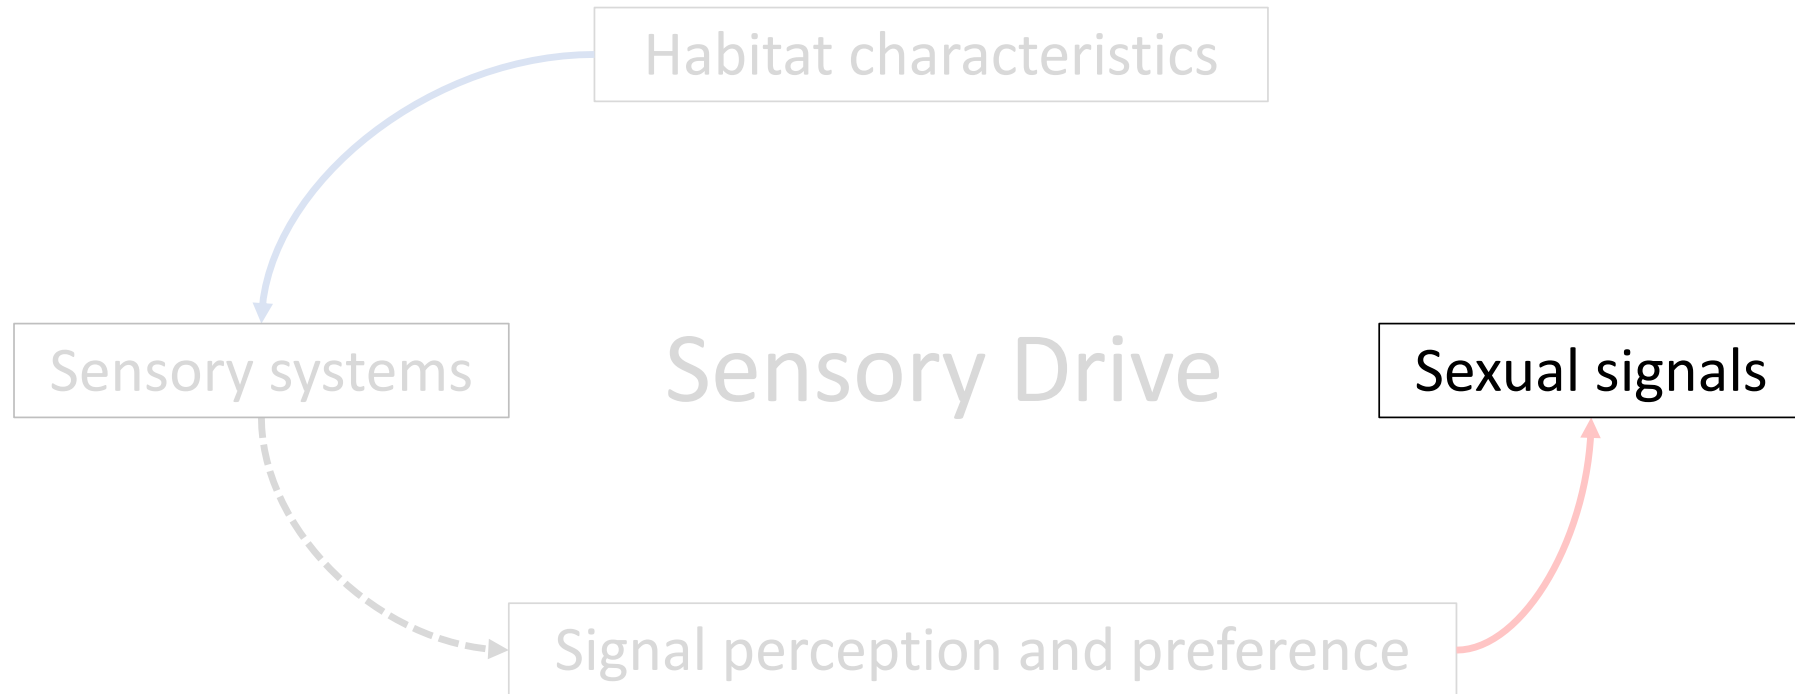 Habitat characteristics
Sensory systems
Sensory Drive
Sexual signals
Signal perception and preference